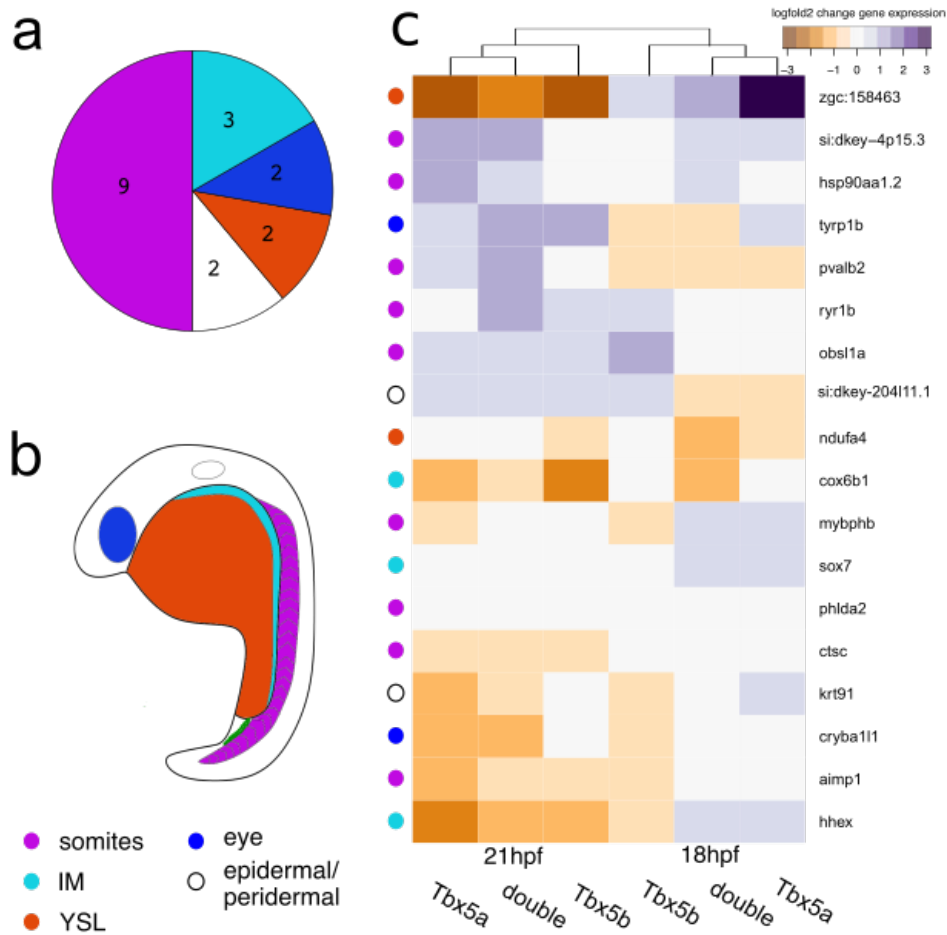 a
9
3
2
2
2
b
somites
IM
YSL
eye
epidermal/
peridermal
c
logfold2 change gene expression
−3 −1 0 1 2 3
zgc:158463
si:dkey−4p15.3
hsp90aa1.2
tyrp1b
pvalb2
ryr1b
obsl1a
si:dkey-204l11.1
ndufa4
cox6b1
mybphb
sox7
phlda2
ctsc
krt91
cryba1l1
aimp1
hhex
21hpf 18hpf
Tbx5a double Tbx5b Tbx5b double Tbx5a